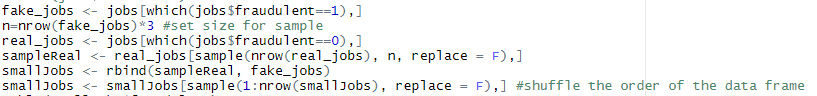 fake_jobs <- jobs[which(jobs$fraudulent==1),]
n=nrow(fake_jobs)*3 #set size for sample
real_jobs <- jobs[which(jobs$fraudulent==0),]
sampleReal <- real_jobs[sample(nrow(real_jobs), n, replace = F),]
smallJobs <- rbind(sampleReal, fake_jobs)
smallJobs <- smallJobs[sample(1:nrow(smallJobs), replace = F),] #shuffle the order of the data frame